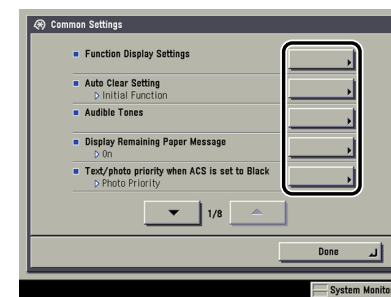 Common Settings
Function Display Settings
Auto Clear Setting
Initial Function
Audible Tones
Display Remaining Paper Message
On
Text/photo priority when ACS is set to Black
Photo Priority
1/8
Done
System Monito